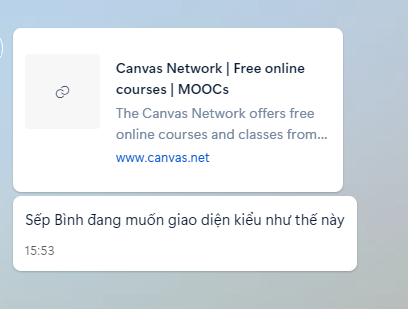 Canvas Network | Free online
courses | MOOCs
The Canvas Network offers free
online courses and classes from...
www.canvas.net
Sếp Bình đang muốn giao diện kiểu như thế này
15:53